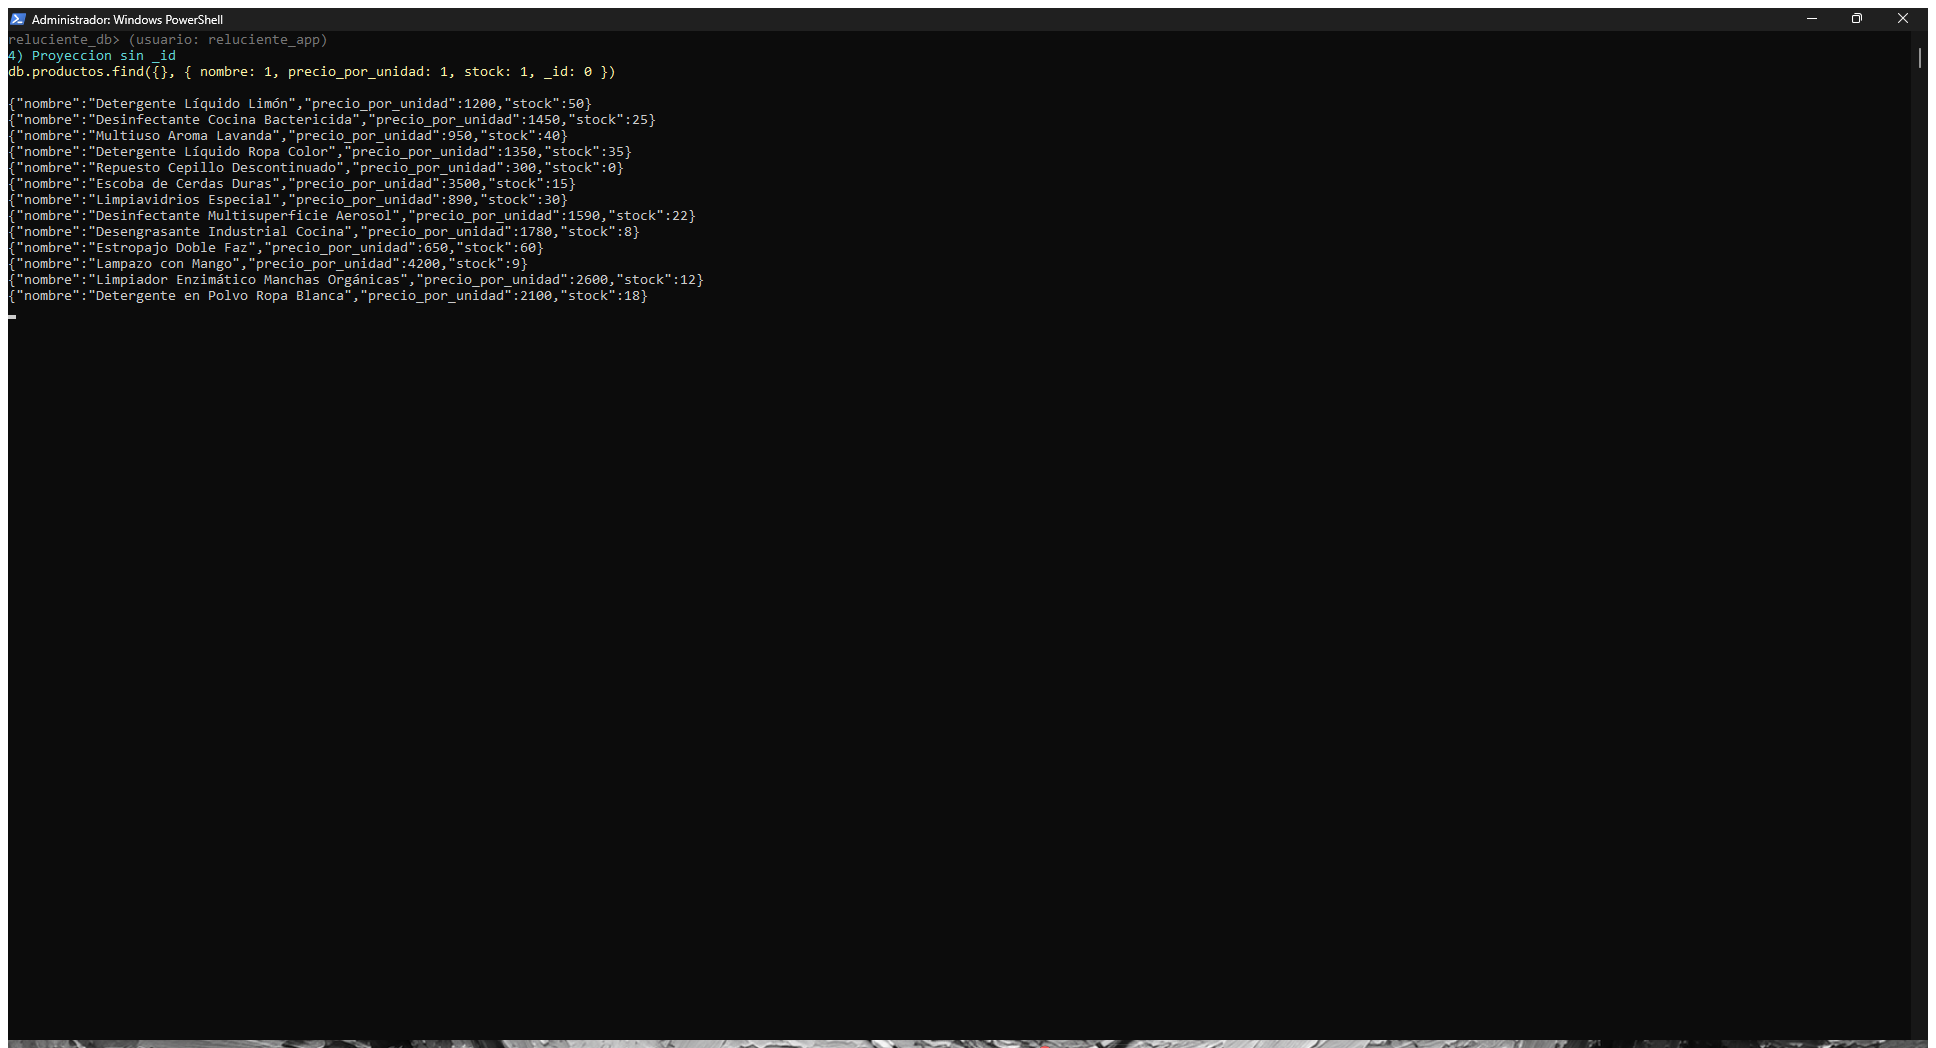 Administrador: Windows PowerShell
reluciente_db> (usuario: reluciente_app)
4) Proyeccion sin _id
db.productos.find({}, { nombre: 1, precio_por_unidad: 1, stock: 1, _id: 0 })
{"nombre":"Detergente Líquido Limón","precio_por_unidad":1200,"stock":50}
{"nombre":"Desinfectante Cocina Bactericida","precio_por_unidad":1450,"stock":25}
{"nombre":"Multiuso Aroma Lavanda","precio_por_unidad":950,"stock":40}
{"nombre":"Detergente Líquido Ropa Color","precio_por_unidad":1350,"stock":35}
{"nombre":"Repuesto Cepillo Descontinuado","precio_por_unidad":300,"stock":0}
{"nombre":"Escoba de Cerdas Duras","precio_por_unidad":3500,"stock":15}
{"nombre":"Limpiavidrios Especial","precio_por_unidad":890,"stock":30}
{"nombre":"Desinfectante Multisuperficie Aerosol","precio_por_unidad":1590,"stock":22}
{"nombre":"Desengrasante Industrial Cocina","precio_por_unidad":1780,"stock":8}
{"nombre":"Estropajo Doble Faz","precio_por_unidad":650,"stock":60}
{"nombre":"Lampazo con Mango","precio_por_unidad":4200,"stock":9}
{"nombre":"Limpiador Enzimático Manchas Orgánicas","precio_por_unidad":2600,"stock":12}
{"nombre":"Detergente en Polvo Ropa Blanca","precio_por_unidad":2100,"stock":18}